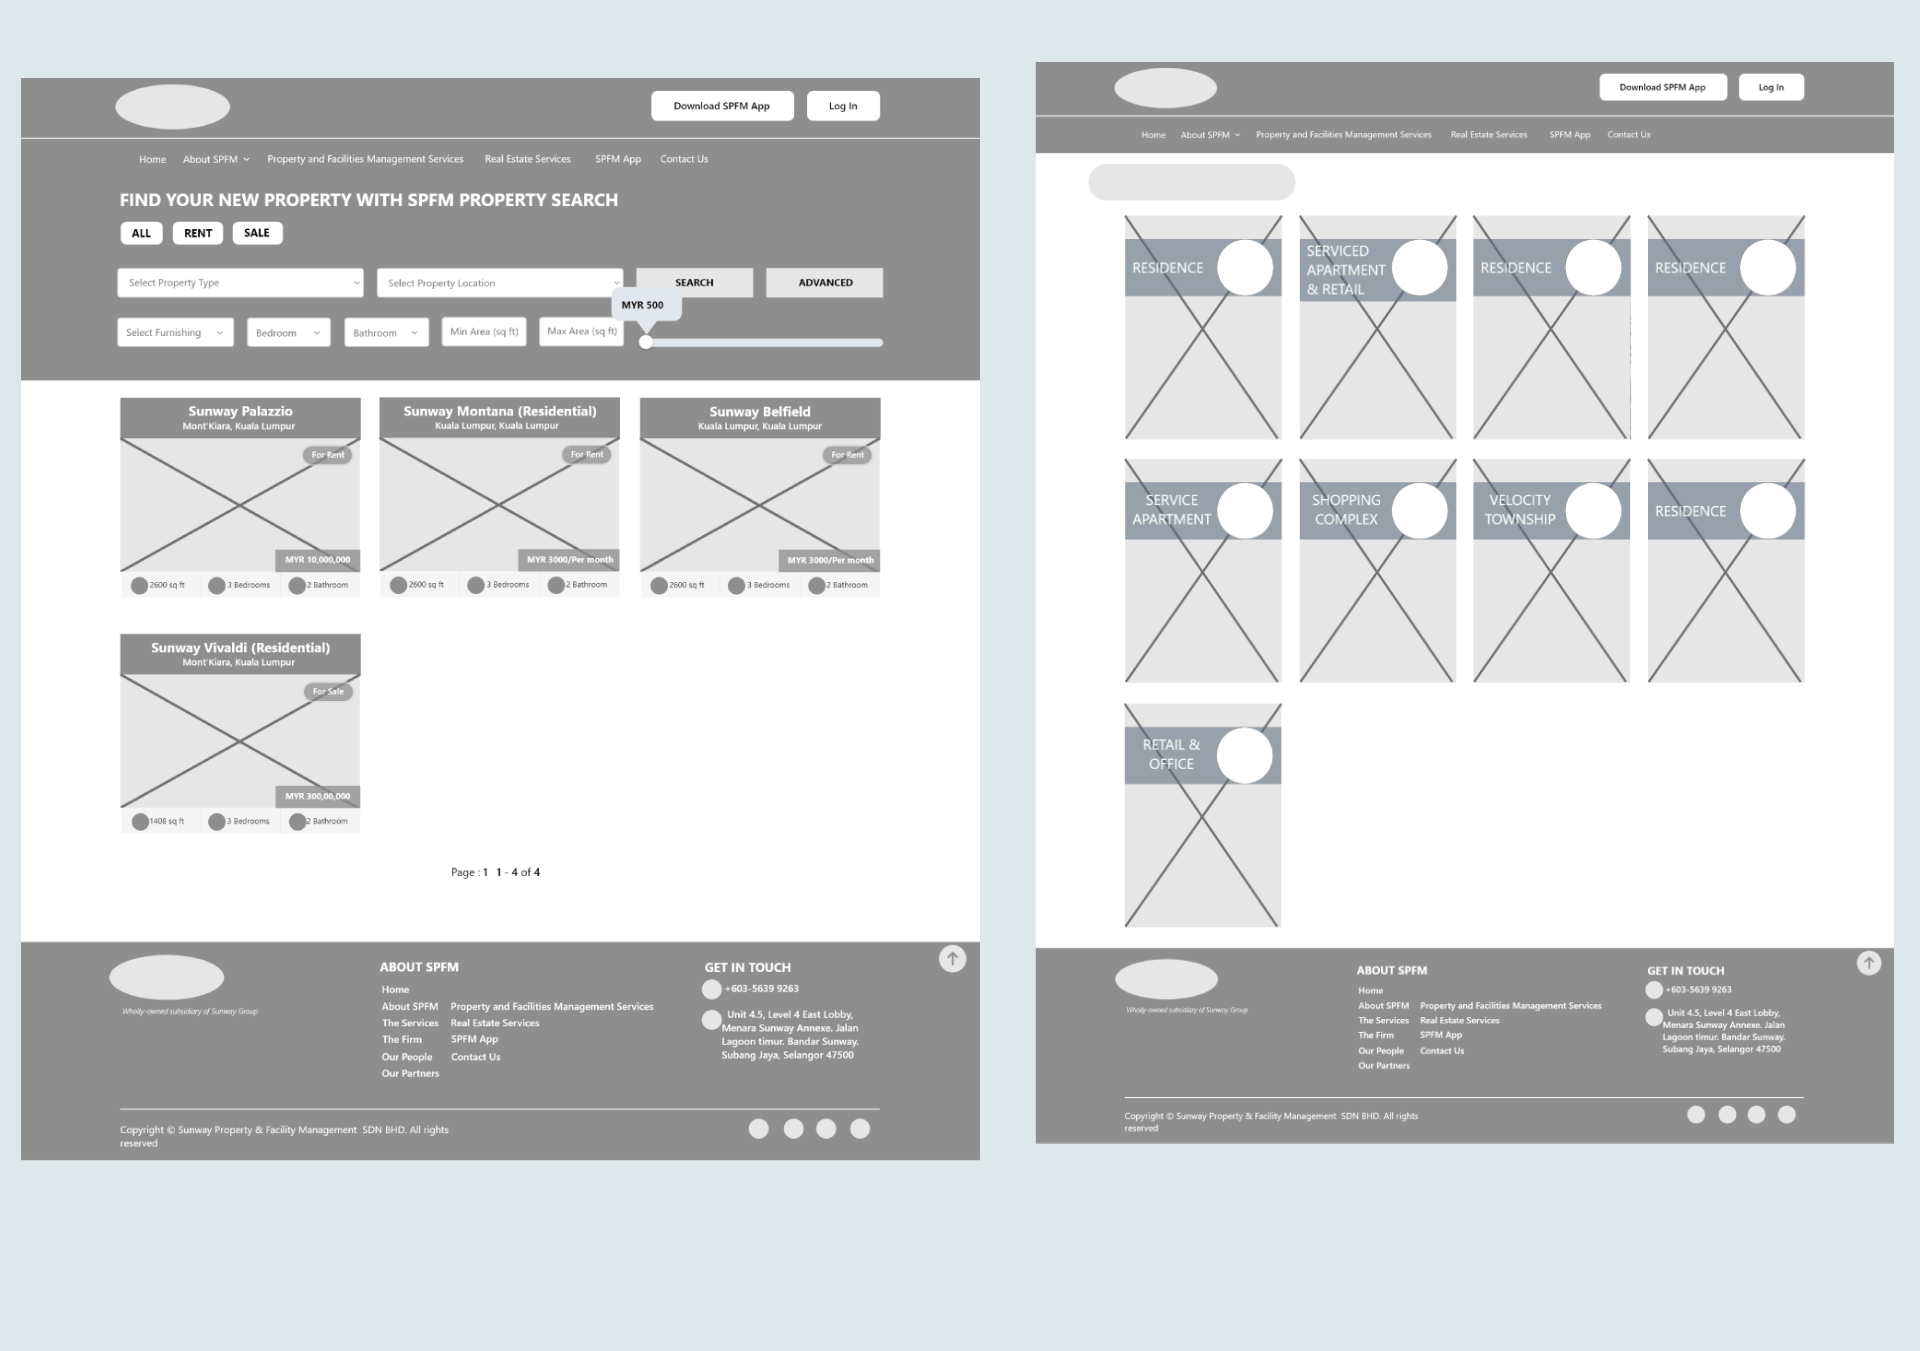 Download SPFM App
Log In
Home
About SPFM
Property and Facilities Management Services
Real Estate Services
SPFM App
Contact Us
FIND YOUR NEW PROPERTY WITH SPFM PROPERTY SEARCH
ALL
RENT
SALE
Select Property Type
Select Property Location
SEARCH
ADVANCED
MYR 500
Select Furnishing
Bedroom
Bathroom
Min Area (sq ft)
Max Area (sq ft)
Sunway Palazzio
Mont'Kiara, Kuala Lumpur
For Rent
MYR 10,000,000
2600 sq ft
3 Bedrooms
2 Bathroom
Sunway Montana (Residential)
Kuala Lumpur, Kuala Lumpur
For Rent
MYR 3000/Per month
2600 sq ft
3 Bedrooms
2 Bathroom
Sunway Belfield
Kuala Lumpur, Kuala Lumpur
For Rent
MYR 3000/Per month
2600 sq ft
3 Bedrooms
2 Bathroom
Sunway Vivaldi (Residential)
Mont'Kiara, Kuala Lumpur
For Sale
MYR 300,00,000
1408 sq ft
3 Bedrooms
2 Bathroom
Page : 1 1 - 4 of 4
Wholly-owned subsidiary of Sunway Group
ABOUT SPFM
Home
About SPFM
The Services
The Firm
Our People
Our Partners
Property and Facilities Management Services
Real Estate Services
SPFM App
Contact Us
GET IN TOUCH
+603-5639 9263
Unit 4.5, Level 4 East Lobby,
Menara Sunway Annexe. Jalan
Lagoon timur. Bandar Sunway.
Subang Jaya, Selangor 47500
Copyright © Sunway Property & Facility Management SDN BHD. All rights
reserved
Download SPFM App
Log In
Home
About SPFM
Property and Facilities Management Services
Real Estate Services
SPFM App
Contact Us
RESIDENCE
SERVICED
APARTMENT
& RETAIL
RESIDENCE
RESIDENCE
SERVICE
APARTMENT
SHOPPING
COMPLEX
VELOCITY
TOWNSHIP
RESIDENCE
RETAIL &
OFFICE
Wholly-owned subsidiary of Sunway Group
ABOUT SPFM
Home
About SPFM
The Services
The Firm
Our People
Our Partners
Property and Facilities Management Services
Real Estate Services
SPFM App
Contact Us
GET IN TOUCH
+603-5639 9263
Unit 4.5, Level 4 East Lobby,
Menara Sunway Annexe. Jalan
Lagoon timur. Bandar Sunway.
Subang Jaya, Selangor 47500
Copyright © Sunway Property & Facility Management SDN BHD. All rights
reserved